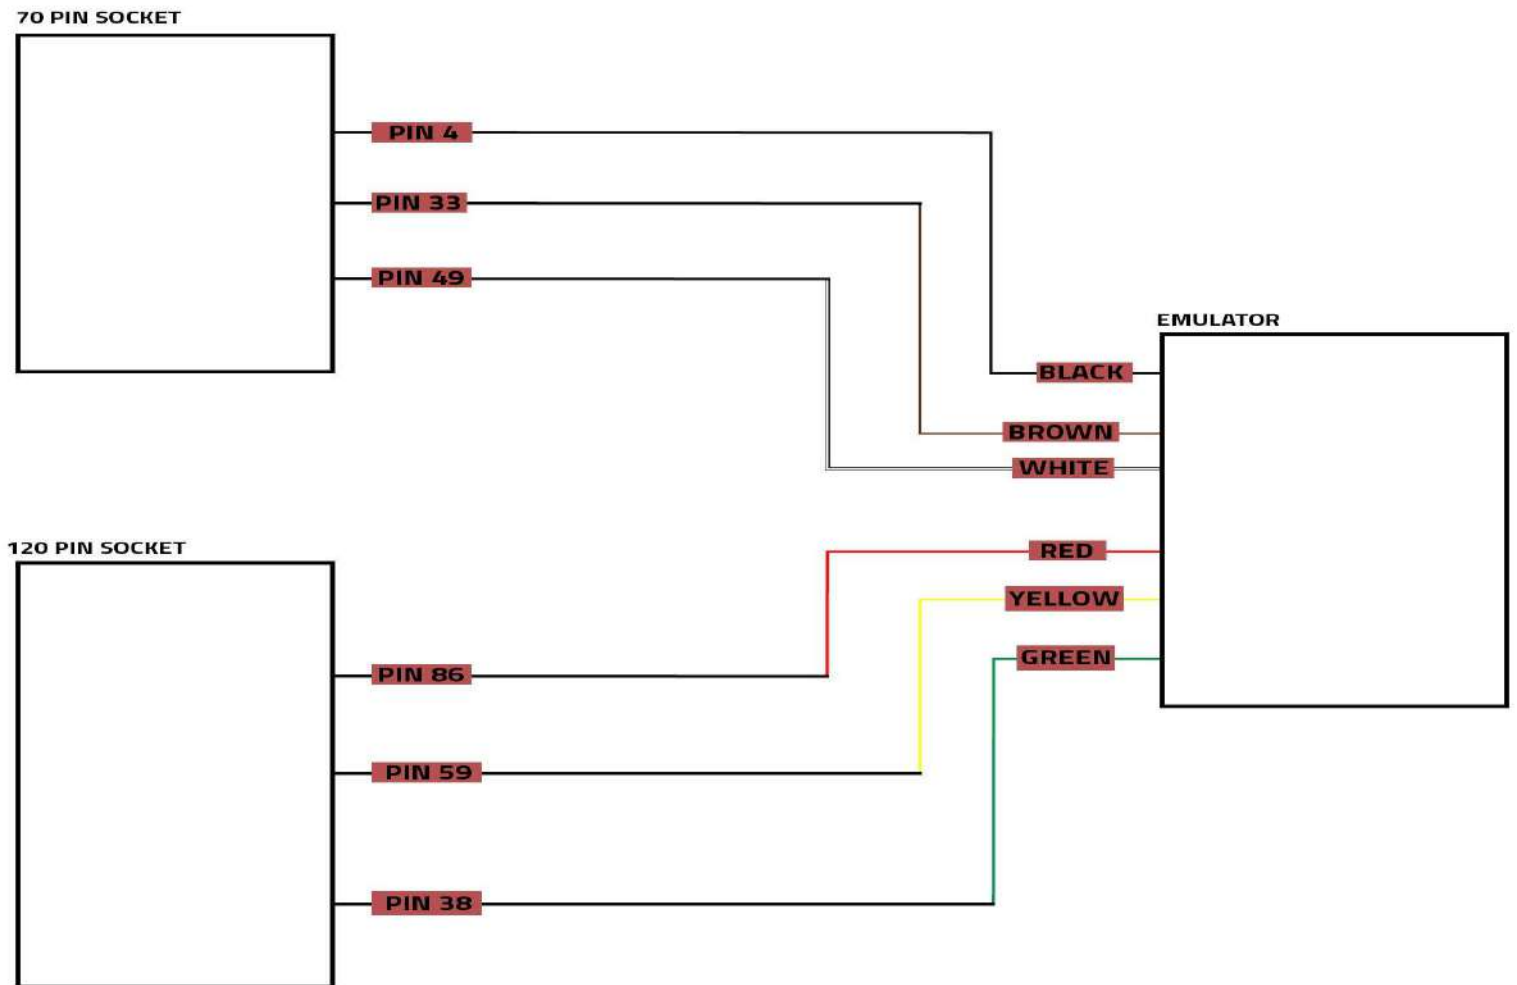 70 PIN SOCKET
PIN 4
PIN 33
PIN 49
EMULATOR
BLACK
BROWN
WHITE
120 PIN SOCKET
RED
YELLOW
GREEN
PIN 86
PIN 59
PIN 38